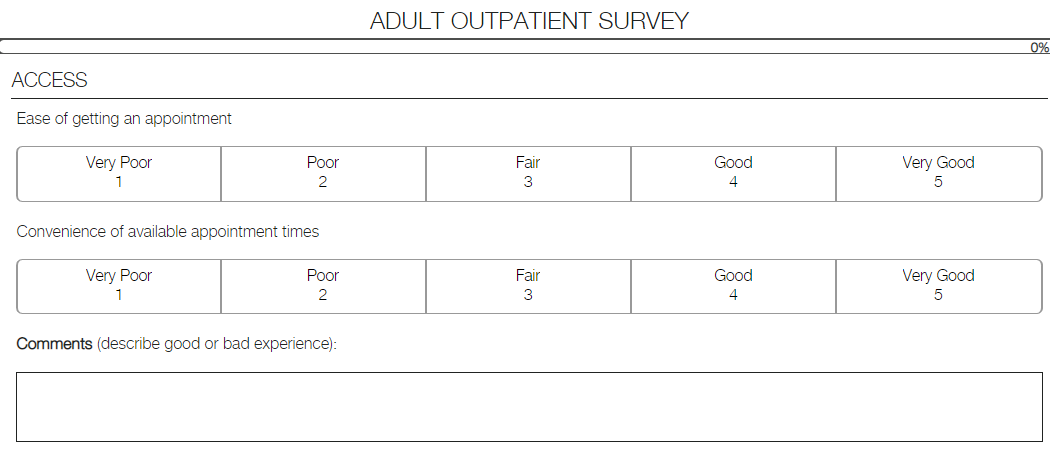 ADULT OUTPATIENT SURVEY
0%
ACCESS
Ease of getting an appointment
Very Poor Poor Fair Good Very Good
1 2 3 4 5
Convenience of available appointment times
Very Poor Poor Fair Good Very Good
1 2 3 4 5
Comments (describe good or bad experience):